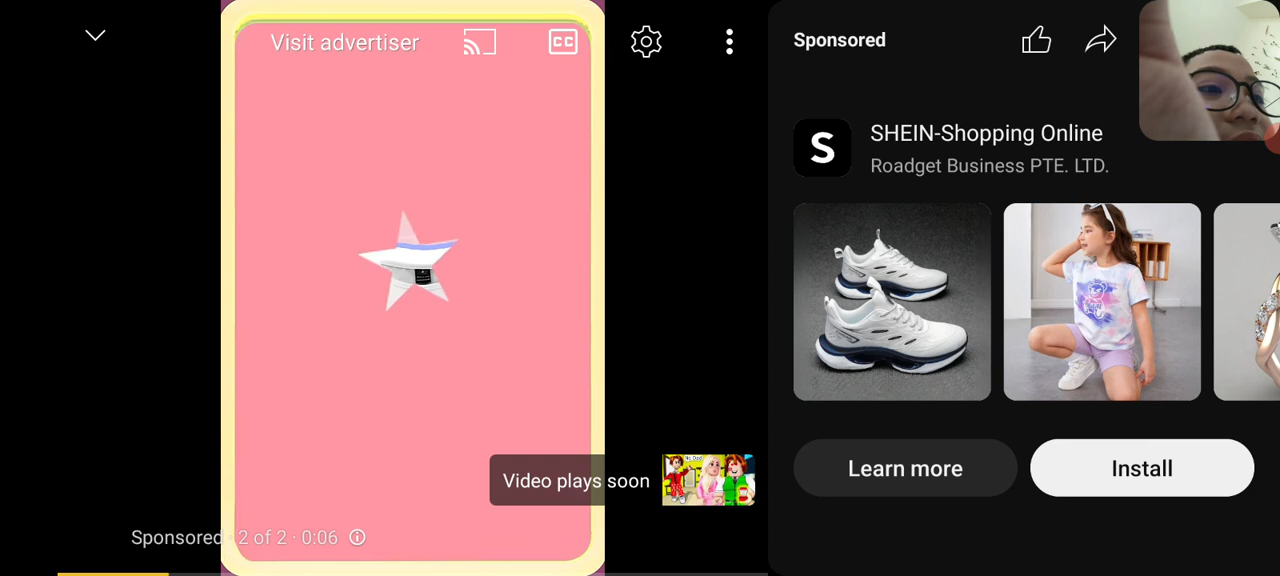 Visit advertiser
CC
Sponsored · 2 of 2 · 0:06
Video plays soon
Sponsored
S
SHEIN-Shopping Online
Roadget Business PTE. LTD.
Learn more
Install